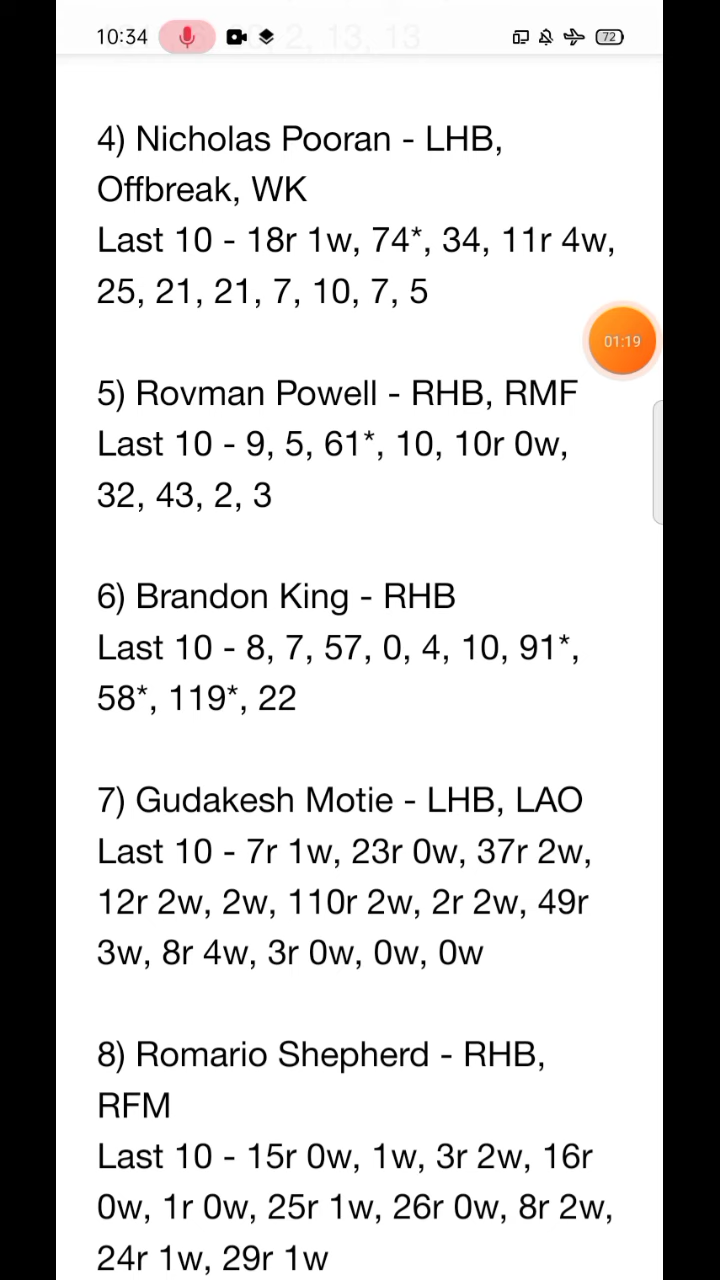 10:34
72
2, 13, 13
4) Nicholas Pooran - LHB,
Offbreak, WK
Last 10 - 18r 1w, 74*, 34, 11r 4w,
25, 21, 21, 7, 10, 7, 5
01:19
5) Rovman Powell - RHB, RMF
Last 10 - 9, 5, 61*, 10, 10r 0w,
32, 43, 2, 3
6) Brandon King - RHB
Last 10 - 8, 7, 57, 0, 4, 10, 91*,
58*, 119*, 22
7) Gudakesh Motie - LHB, LAO
Last 10 - 7r 1w, 23r 0w, 37r 2w,
12r 2w, 2w, 110r 2w, 2r 2w, 49r
3w, 8r 4w, 3r 0w, 0w, 0w
8) Romario Shepherd - RHB,
RFM
Last 10 - 15r 0w, 1w, 3r 2w, 16r
0w, 1r 0w, 25r 1w, 26r 0w, 8r 2w,
24r 1w, 29r 1w